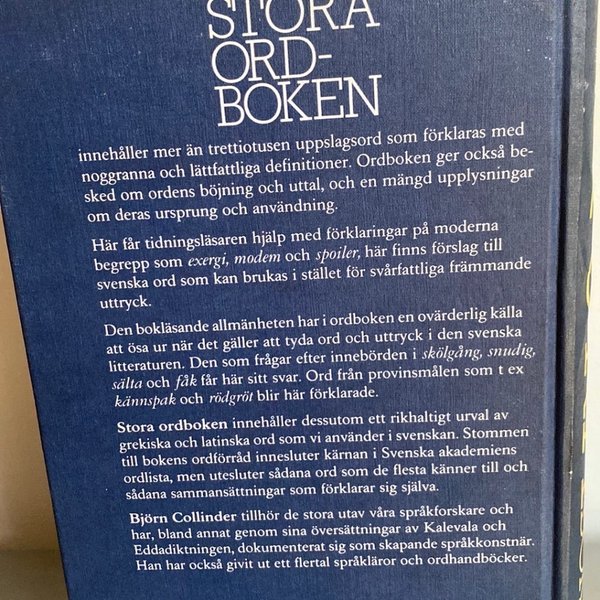 STORA
ORD-
BOKEN
innehåller mer än trettiotusen uppslagsord som förklaras med
noggranna och lättfattliga definitioner. Ordboken ger också be-
sked om ordens böjning och uttal, och en mängd upplysningar
om deras ursprung och användning.
Här får tidningsläsaren hjälp med förklaringar på moderna
begrepp som exergi, modem och spoiler, här finns förslag till
svenska ord som kan brukas i stället för svårfattliga främmande
uttryck.
Den bokläsande allmänheten har i ordboken en ovärderlig källa
att ösa ur när det gäller att tyda ord och uttryck i den svenska
litteraturen. Den som frågar efter innebörden i skölgång, snudig,
sälta och fåk får här sitt svar. Ord från provinsmålen som t ex
kännspak och rödgröt blir här förklarade.
Stora ordboken innehåller dessutom ett rikhaltigt urval av
grekiska och latinska ord som vi använder i svenskan. Stommen
till bokens ordförråd innesluter kärnan i Svenska akademiens
ordlista, men utesluter sådana ord som de flesta känner till och
sådana sammansättningar som förklarar sig själva.
Björn Collinder tillhör de stora utav våra språkforskare och
har, bland annat genom sina översättningar av Kalevala och
Eddadiktningen, dokumenterat sig som skapande språkkonstnär.
Han har också givit ut ett flertal språkläror och ordhandböcker.